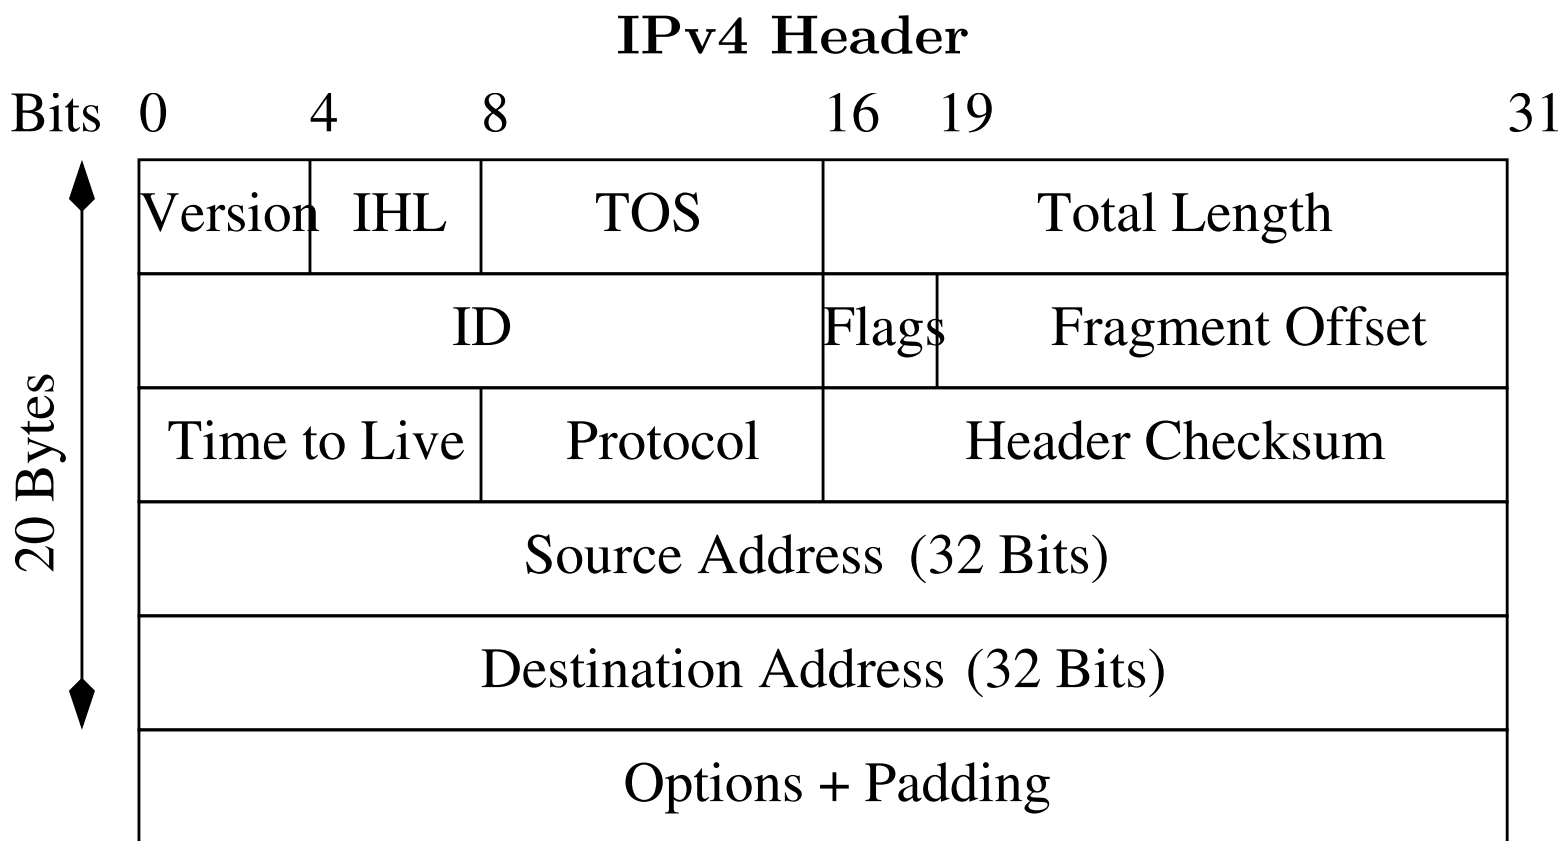 IPv4 Header
Bits 0 4 8 16 19 31
Version IHL TOS Total Length
ID Flags Fragment Offset
Time to Live Protocol Header Checksum
Source Address (32 Bits)
Destination Address (32 Bits)
Options + Padding
20 Bytes